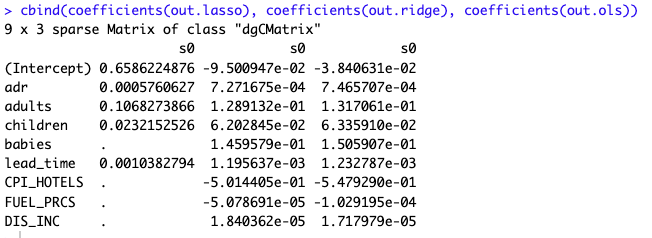 > cbind(coefficients(out.lasso), coefficients(out.ridge), coefficients(out.ols))
9 x 3 sparse Matrix of class "dgCMatrix"
s0 s0 s0
(Intercept) 0.6586224876 -9.500947e-02 -3.840631e-02
adr 0.0005760627 7.271675e-04 7.465707e-04
adults 0.1068273866 1.289132e-01 1.317061e-01
children 0.0232152526 6.202845e-02 6.335910e-02
babies . 1.459579e-01 1.505907e-01
lead_time 0.0010382794 1.195637e-03 1.232787e-03
CPI_HOTELS . -5.014405e-01 -5.479290e-01
FUEL_PRCS . -5.078691e-05 -1.029195e-04
DIS_INC . 1.840362e-05 1.717979e-05